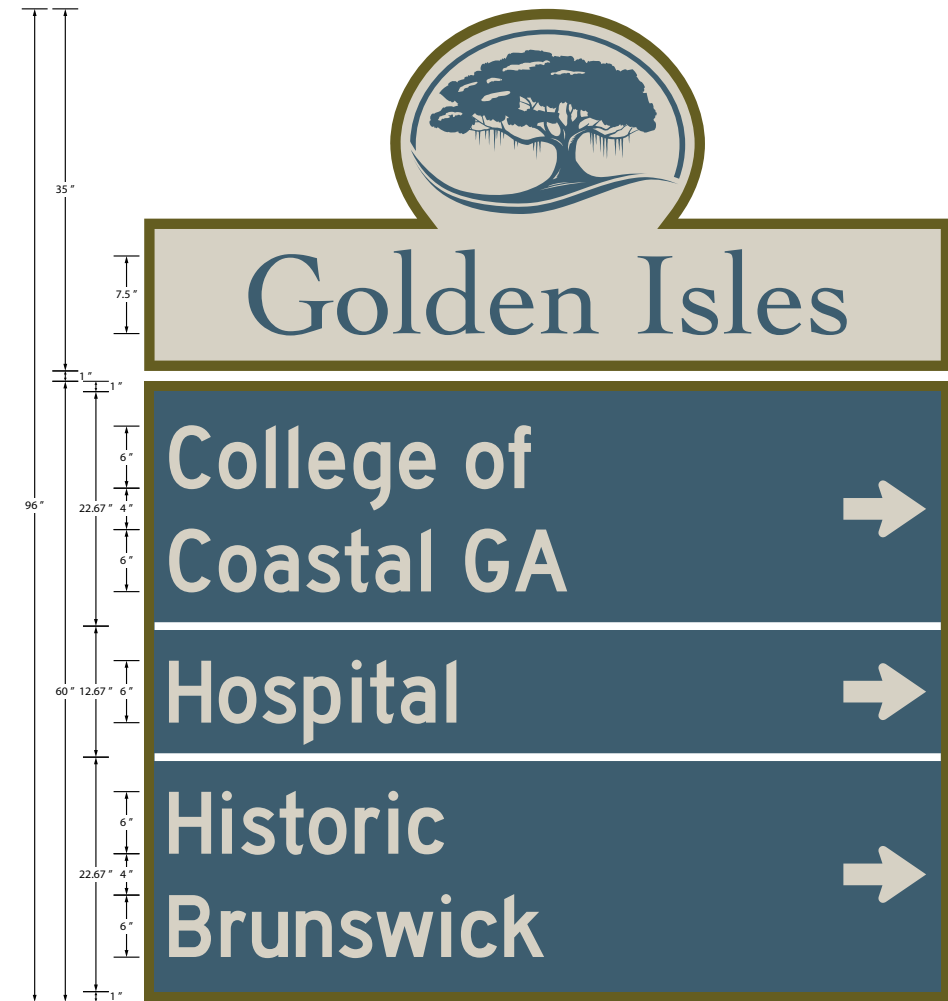 35"
7.5"
Golden Isles
1"
1"
96"
60"
22.67"
6"
4"
6"
College of
Coastal GA
12.67"
6"
Hospital
22.67"
6"
4"
6"
Historic
Brunswick
1"